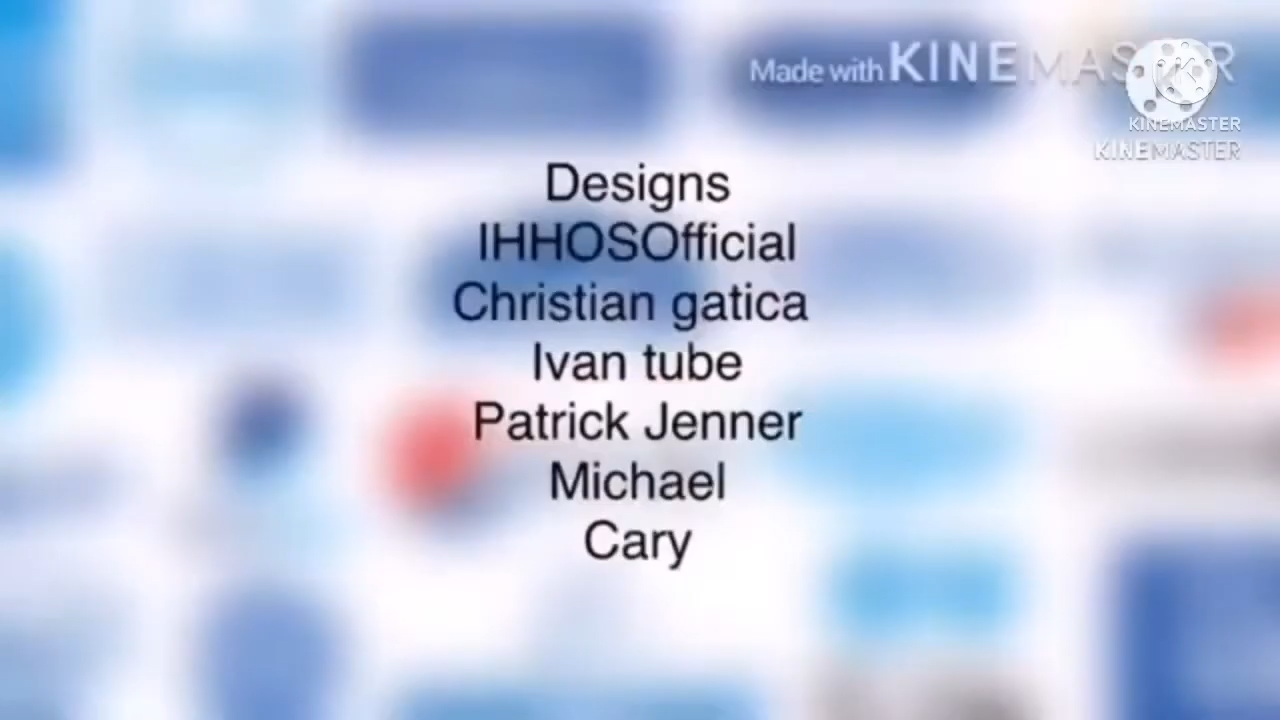 Made with KINEMASTER
KINEMASTER
KINEMASTER
Designs
IHHOSOfficial
Christian gatica
Ivan tube
Patrick Jenner
Michael
Cary